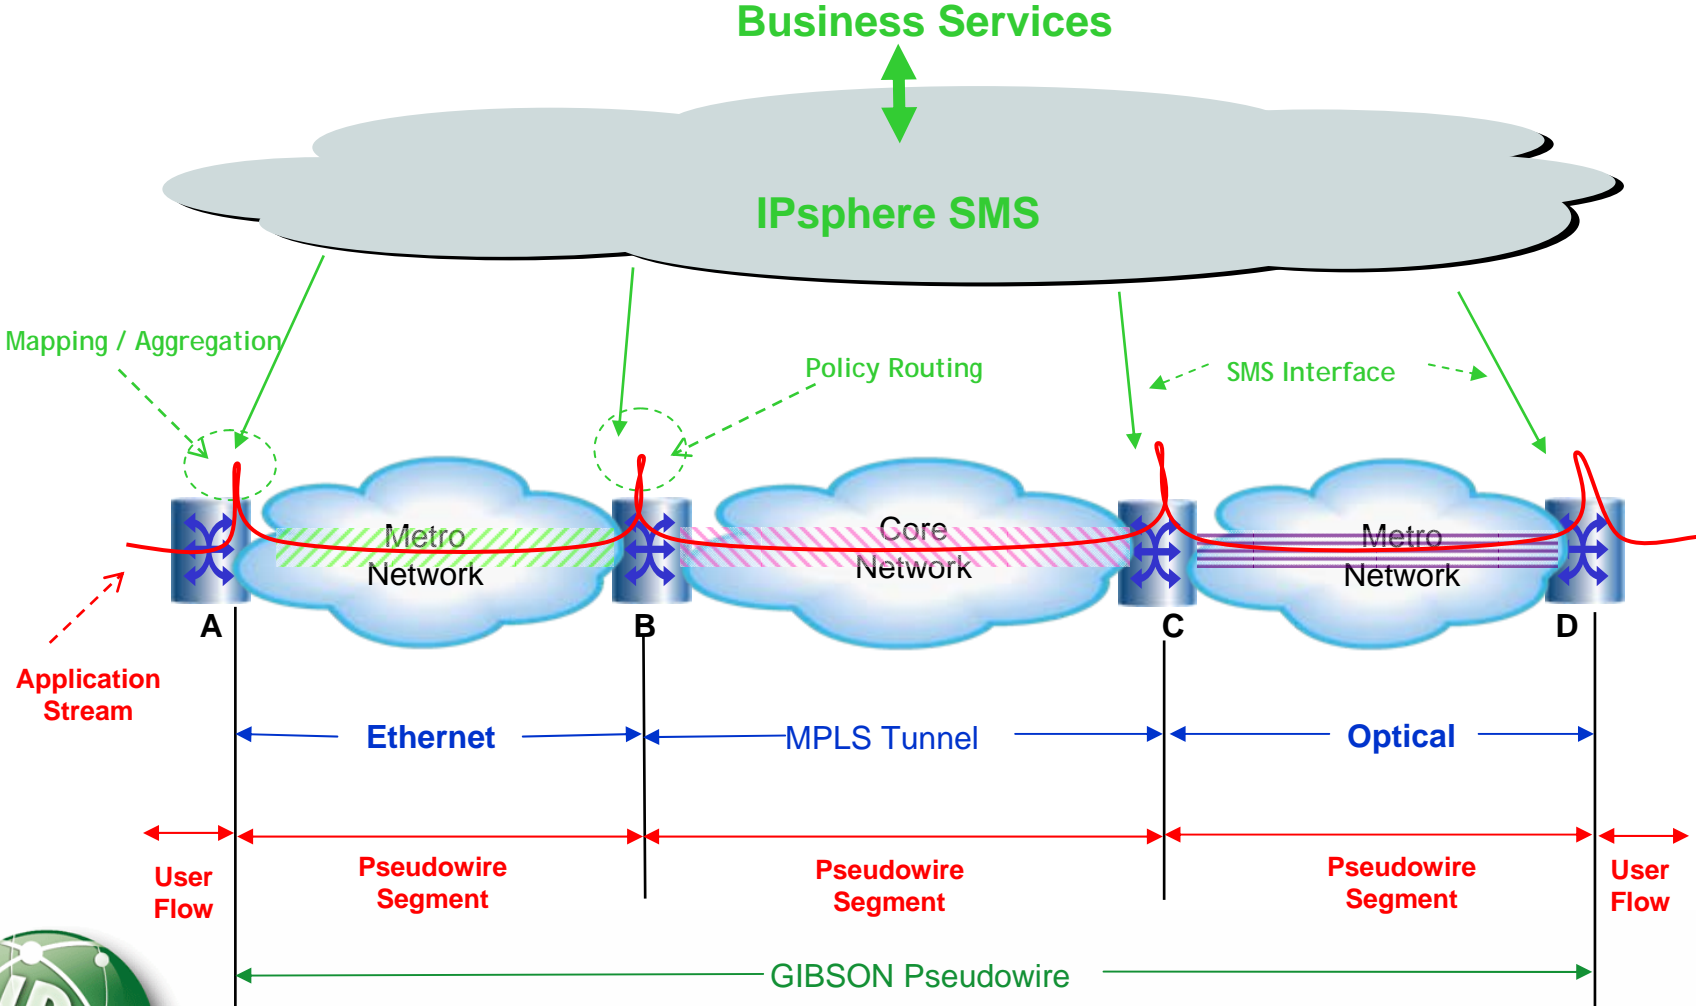 Business Services
IPsphere SMS
Mapping / Aggregation
Policy Routing
SMS Interface
Metro
Network
Core
Network
Metro
Network
A
B
C
D
Application
Stream
Ethernet
MPLS Tunnel
Optical
User
Flow
Pseudowire
Segment
Pseudowire
Segment
Pseudowire
Segment
User
Flow
GIBSON Pseudowire